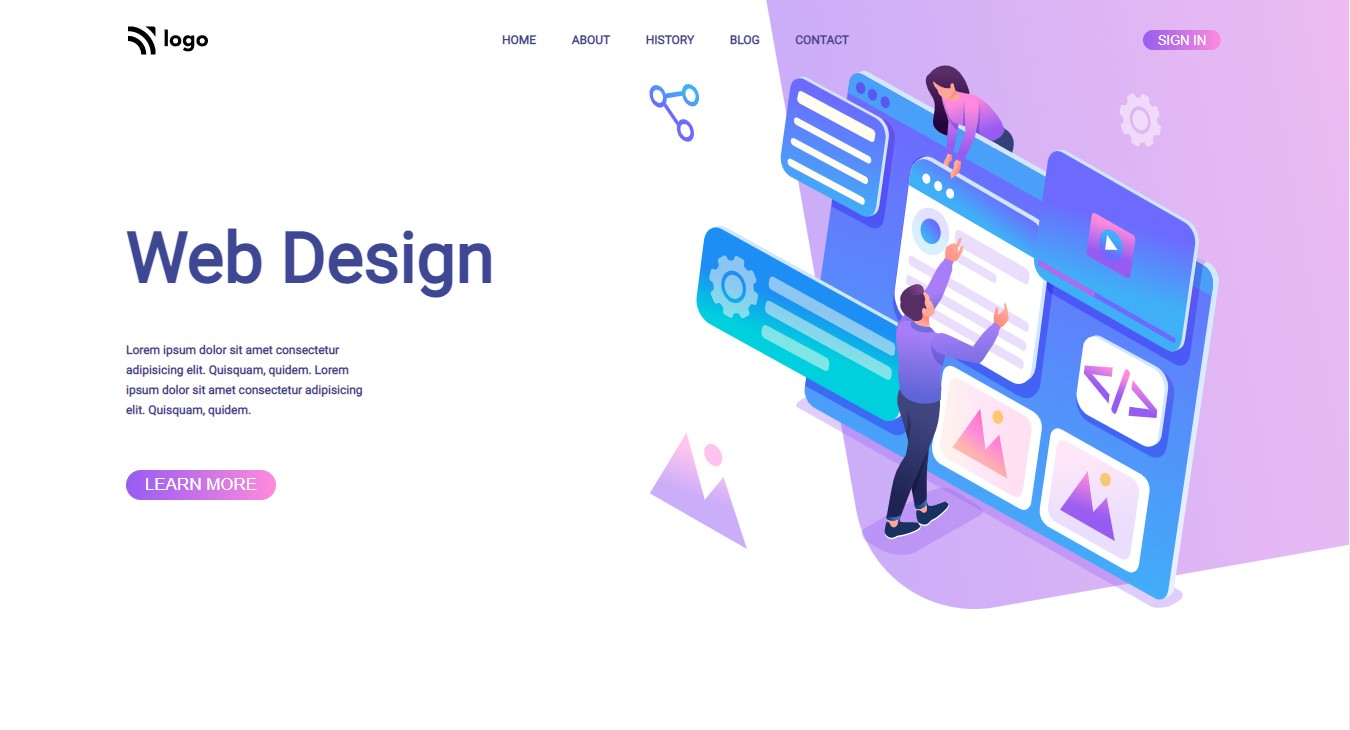 logo
HOME
ABOUT
HISTORY
BLOG
CONTACT
SIGN IN
Web Design
Lorem ipsum dolor sit amet consectetur
adipisicing elit. Quisquam, quidem. Lorem
ipsum dolor sit amet consectetur adipisicing
elit. Quisquam, quidem.
LEARN MORE
</>